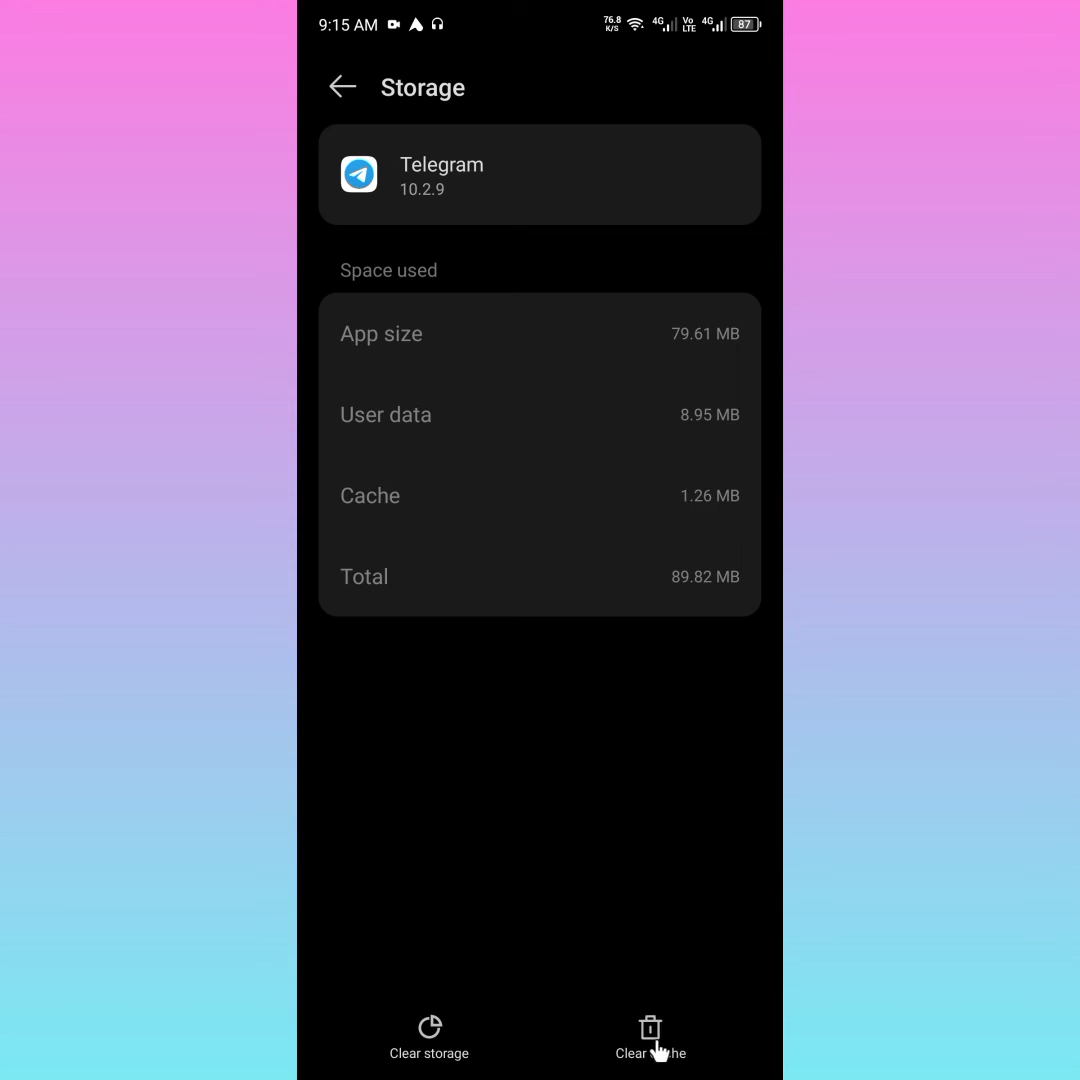 9:15 AM 76.8 K/S 4G Vo LTE 4G 87
Storage
Telegram
10.2.9
Space used
App size 79.61 MB
User data 8.95 MB
Cache 1.26 MB
Total 89.82 MB
Clear storage Clear